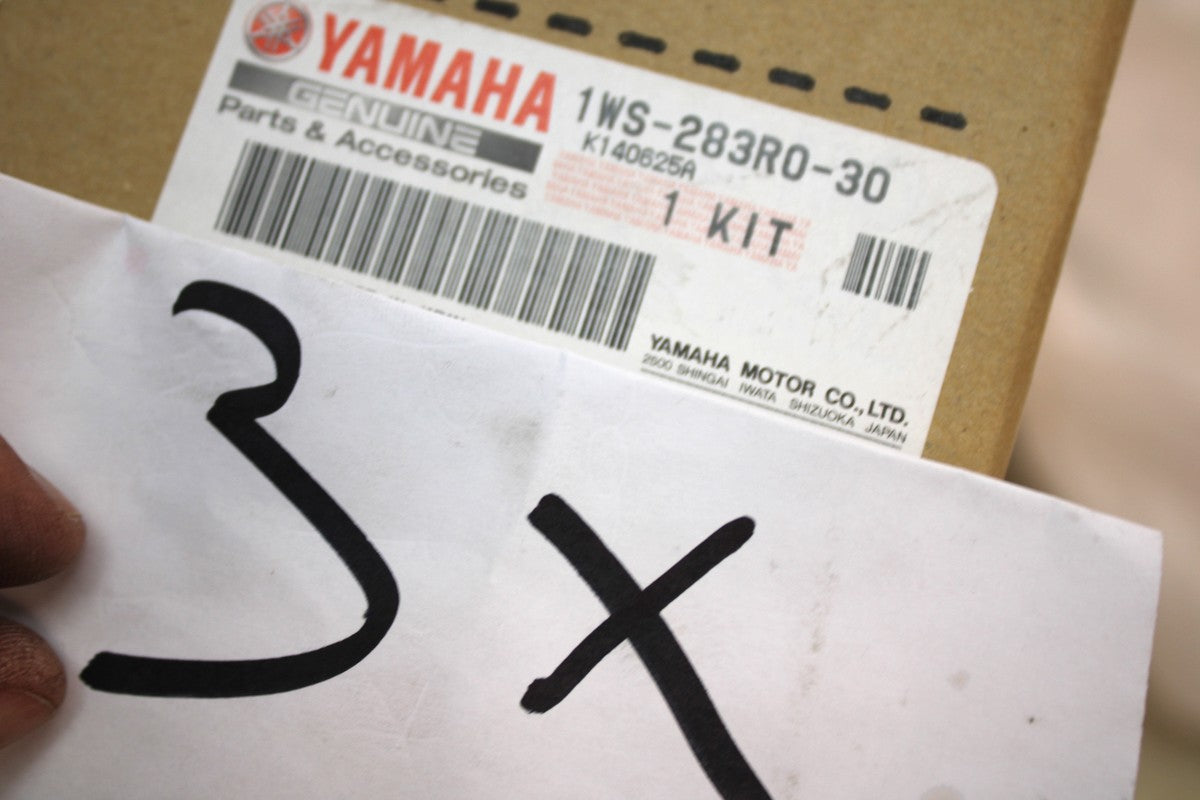 YAMAHA
GENUINE
Parts & Accessories
1WS-283R0-30
K140625A
1 KIT
YAMAHA MOTOR CO., LTD.
2500 SHINGAI IWATA SHIZUOKA JAPAN
3 X